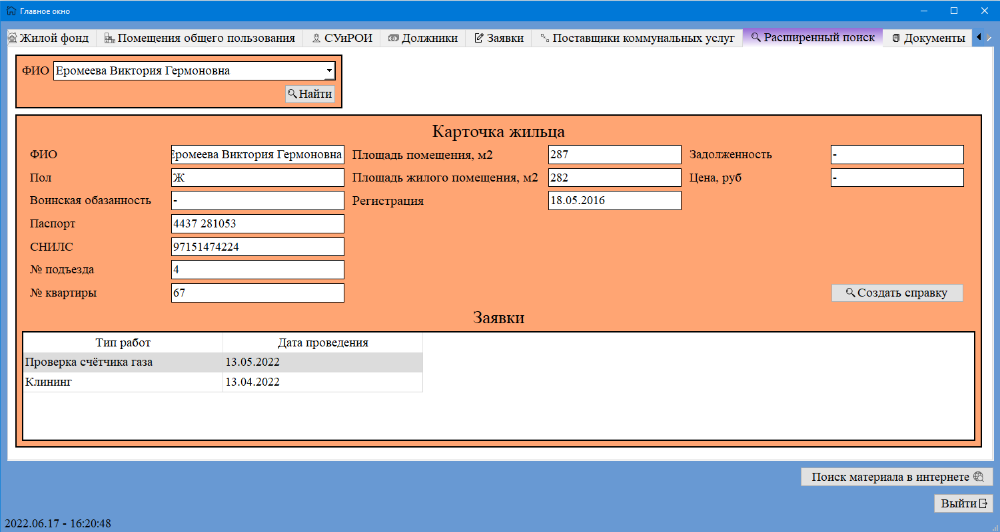 Главное окно
Жилой фонд Помещения общего пользования СУиРОИ Должники Заявки Поставщики коммунальных услуг Расширенный поиск Документы
ФИО Еромеева Виктория Гермоновна
Найти
Карточка жильца
ФИО Еромеева Виктория Гермоновна Площадь помещения, м2 287 Задолженность -
Пол Ж Площадь жилого помещения, м2 282 Цена, руб -
Воинская обазанность - Регистрация 18.05.2016
Паспорт 4437 281053
СНИЛС 97151474224
№ подъезда 4
№ квартиры 67 Создать справку
Заявки
Тип работ Дата проведения
Проверка счётчика газа 13.05.2022
Клининг 13.04.2022
Поиск материала в интернете
Выйти
2022.06.17 - 16:20:48